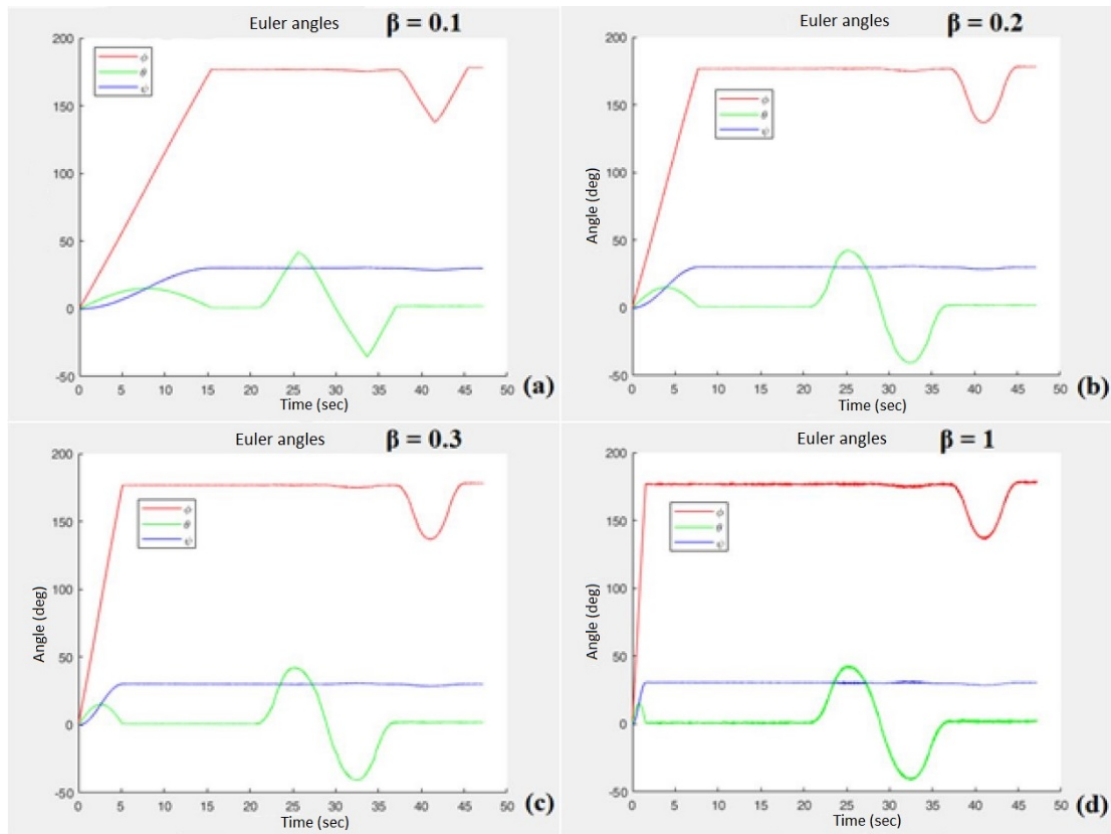 Euler angles β = 0.1
200
150
100
50
0
-50
ϕ
θ
ψ
0 5 10 15 20 25 30 35 40 45 50
Time (sec)
(a)
Euler angles β = 0.2
Angle (deg)
200
150
100
50
0
-50
ϕ
θ
ψ
0 5 10 15 20 25 30 35 40 45 50
Time (sec)
(b)
Euler angles β = 0.3
Angle (deg)
200
150
100
50
0
-50
ϕ
θ
ψ
0 5 10 15 20 25 30 35 40 45 50
Time (sec)
(c)
Euler angles β = 1
Angle (deg)
200
150
100
50
0
-50
ϕ
θ
ψ
0 5 10 15 20 25 30 35 40 45 50
Time (sec)
(d)